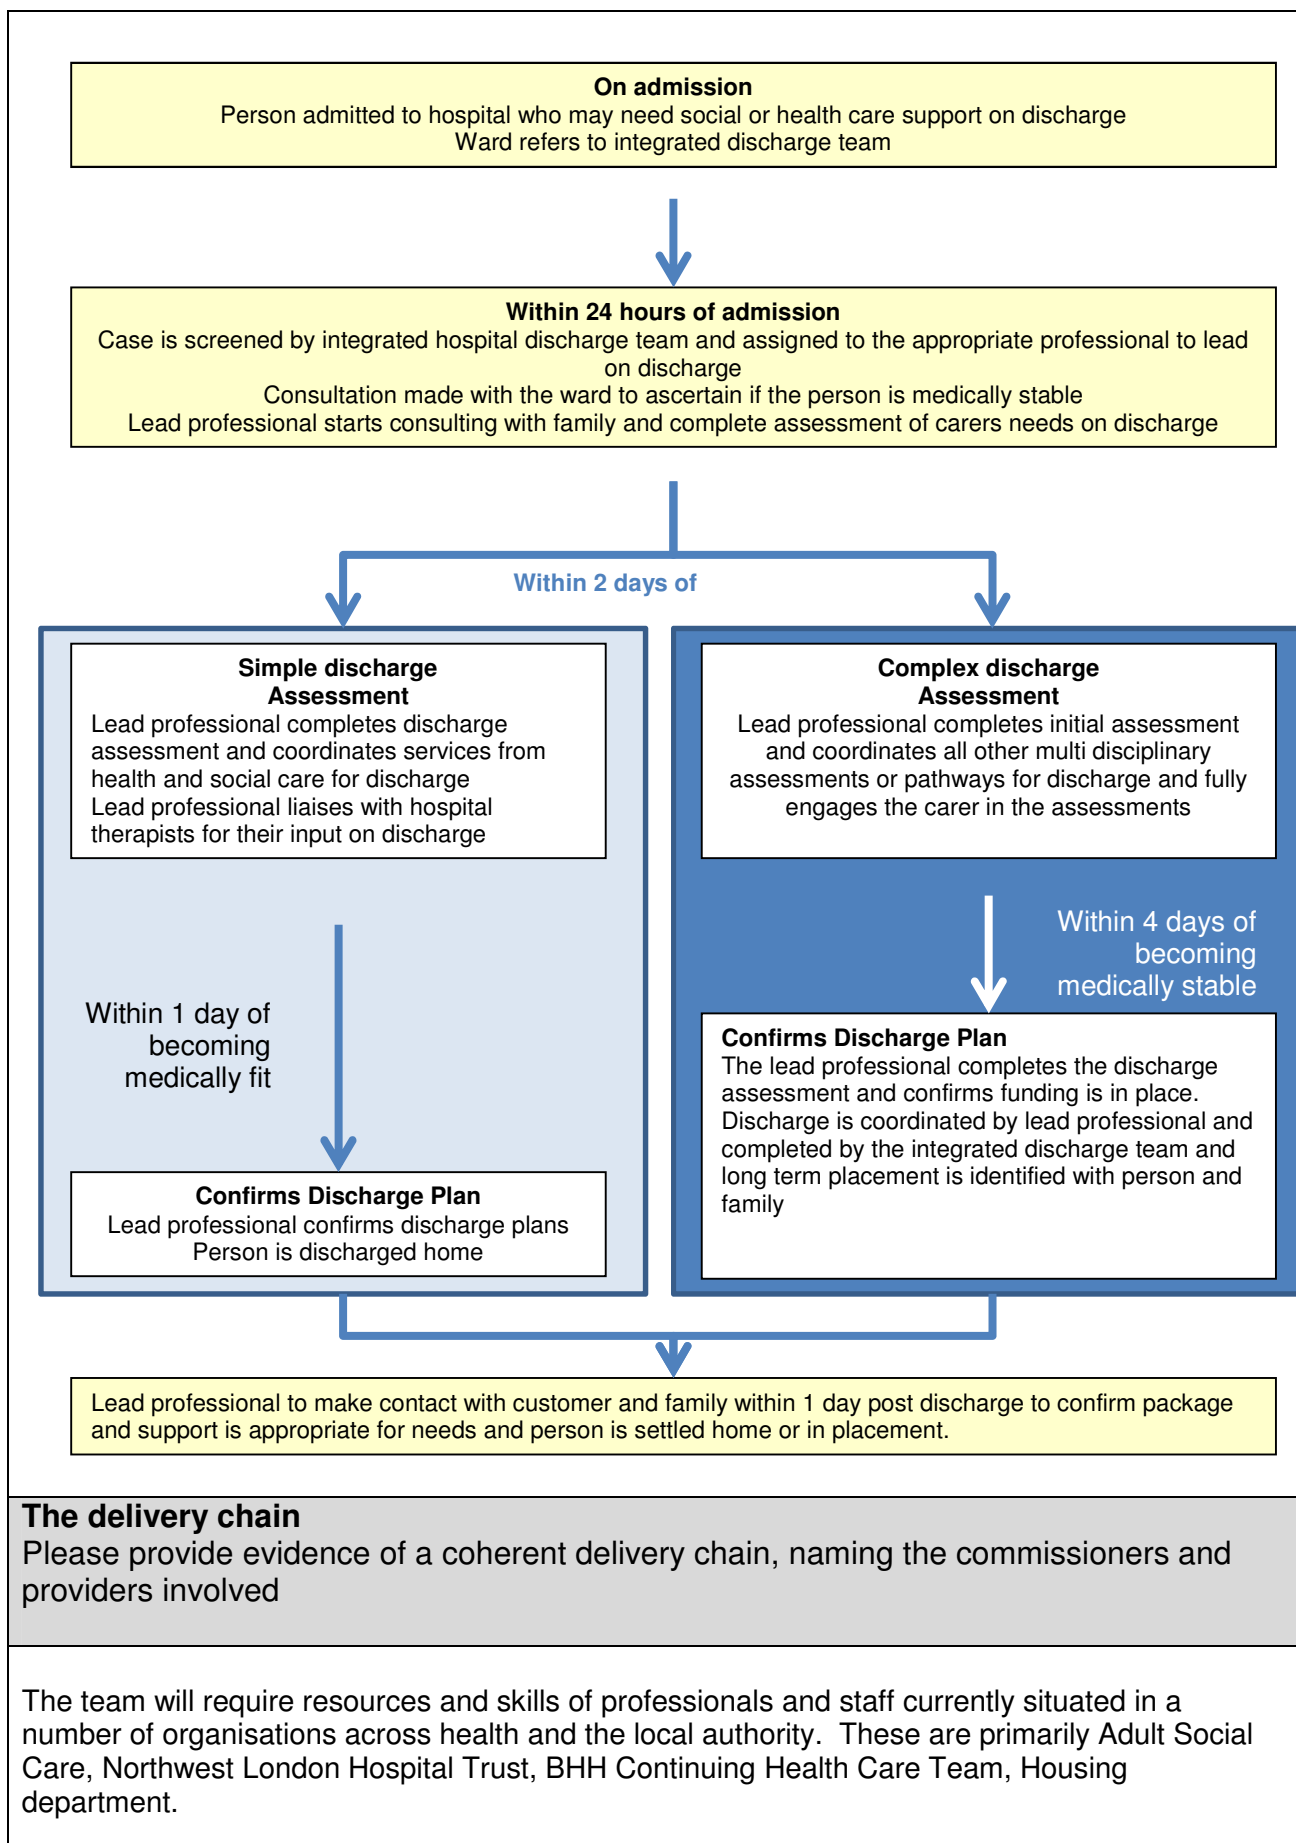 On admission
Person admitted to hospital who may need social or health care support on discharge
Ward refers to integrated discharge team
Within 24 hours of admission
Case is screened by integrated hospital discharge team and assigned to the appropriate professional to lead
on discharge
Consultation made with the ward to ascertain if the person is medically stable
Lead professional starts consulting with family and complete assessment of carers needs on discharge
Within 2 days of
Simple discharge
Assessment
Lead professional completes discharge
assessment and coordinates services from
health and social care for discharge
Lead professional liaises with hospital
therapists for their input on discharge
Within 1 day of
becoming
medically fit
Confirms Discharge Plan
Lead professional confirms discharge plans
Person is discharged home
Complex discharge
Assessment
Lead professional completes initial assessment
and coordinates all other multi disciplinary
assessments or pathways for discharge and fully
engages the carer in the assessments
Within 4 days of
becoming
medically stable
Confirms Discharge Plan
The lead professional completes the discharge
assessment and confirms funding is in place.
Discharge is coordinated by lead professional and
completed by the integrated discharge team and
long term placement is identified with person and
family
Lead professional to make contact with customer and family within 1 day post discharge to confirm package
and support is appropriate for needs and person is settled home or in placement.
The delivery chain
Please provide evidence of a coherent delivery chain, naming the commissioners and
providers involved
The team will require resources and skills of professionals and staff currently situated in a
number of organisations across health and the local authority.  These are primarily Adult Social
Care, Northwest London Hospital Trust, BHH Continuing Health Care Team, Housing
department.